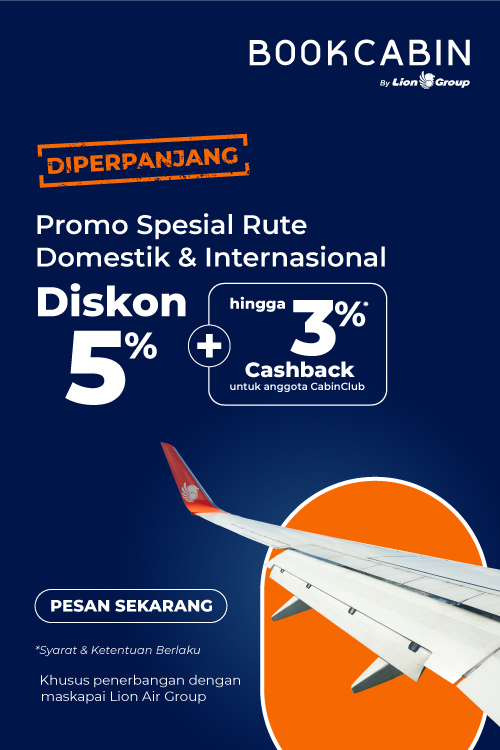 BOOKCABIN
By Lion Group
DIPERPANJANG
Promo Spesial Rute
Domestik & Internasional
Diskon
5%
+
hingga 3%*
Cashback
untuk anggota CabinClub
PESAN SEKARANG
*Syarat & Ketentuan Berlaku
Khusus penerbangan dengan
maskapai Lion Air Group